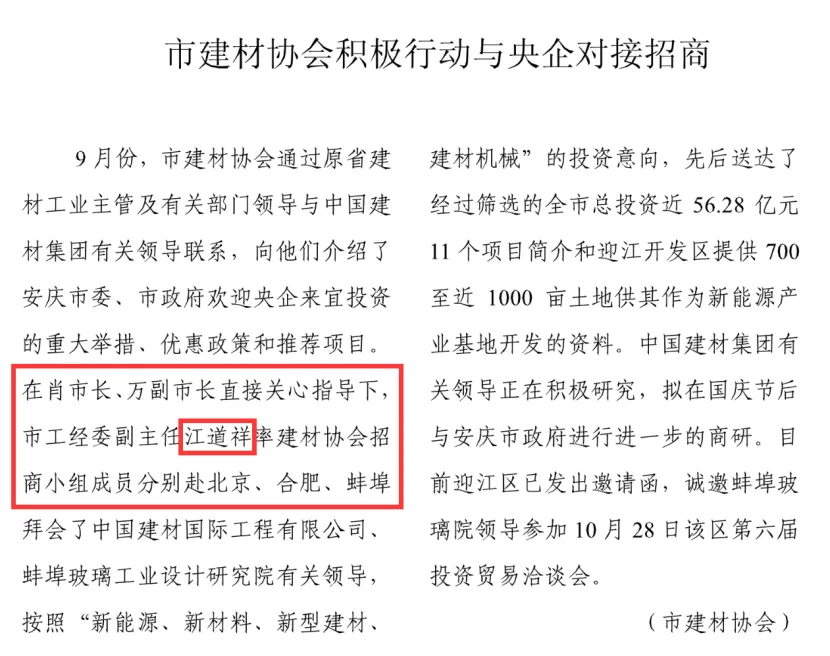 市建材协会积极行动与央企对接招商
9月份，市建材协会通过原省建
材工业主管及有关部门领导与中国建
材集团有关领导联系，向他们介绍了
安庆市委、市政府欢迎央企来宜投资
的重大举措、优惠政策和推荐项目。
在肖市长、万副市长直接关心指导下，
市工经委副主任江道祥率建材协会招
商小组成员分别赴北京、合肥、蚌埠
拜会了中国建材国际工程有限公司、
蚌埠玻璃工业设计研究院有关领导，
按照“新能源、新材料、新型建材、
建材机械”的投资意向，先后送达了
经过筛选的全市总投资近 56.28 亿元
11 个项目简介和迎江开发区提供 700
至近 1000 亩土地供其作为新能源产
业基地开发的资料。中国建材集团有
关领导正在积极研究，拟在国庆节后
与安庆市政府进行进一步的商研。目
前迎江区已发出邀请函，诚邀蚌埠玻
璃院领导参加 10 月 28 日该区第六届
投资贸易洽谈会。
（市建材协会）